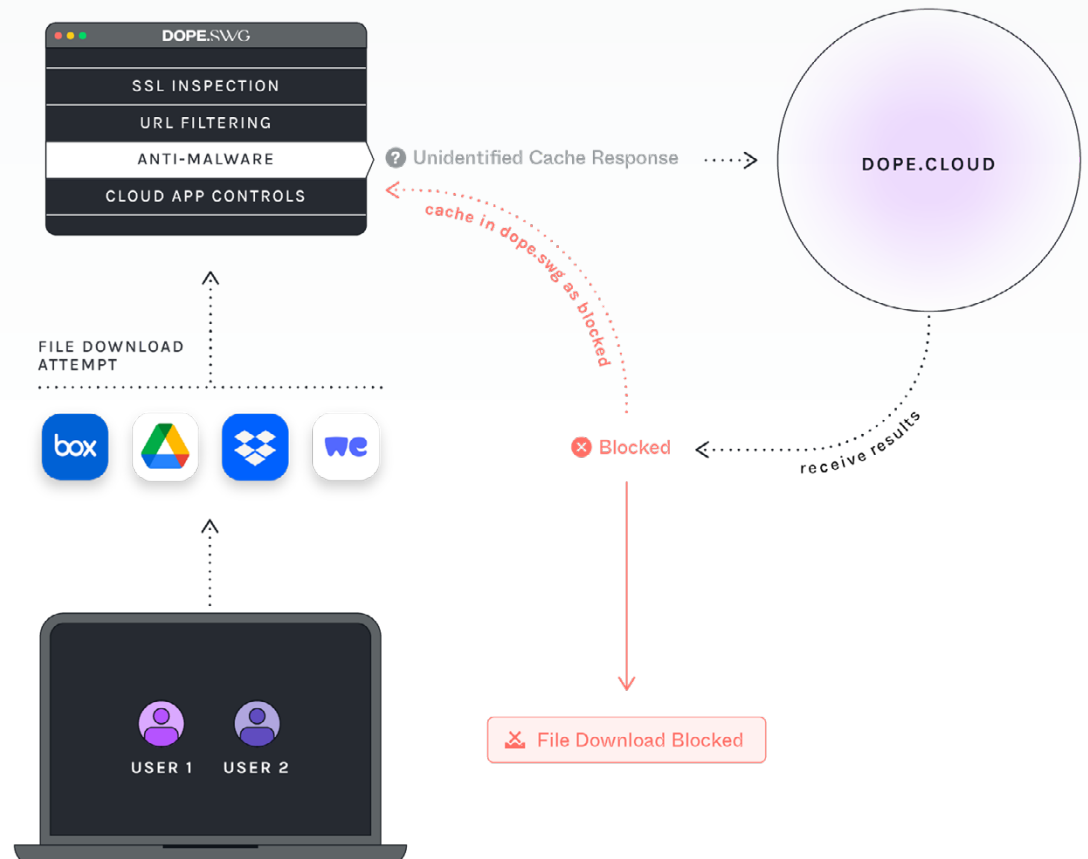 DOPE.SWG
SSL INSPECTION
URL FILTERING
ANTI-MALWARE
CLOUD APP CONTROLS
? Unidentified Cache Response
DOPE.CLOUD
cache in dope.swg as blocked
FILE DOWNLOAD
ATTEMPT
box
we
Blocked
receive results
File Download Blocked
USER 1
USER 2